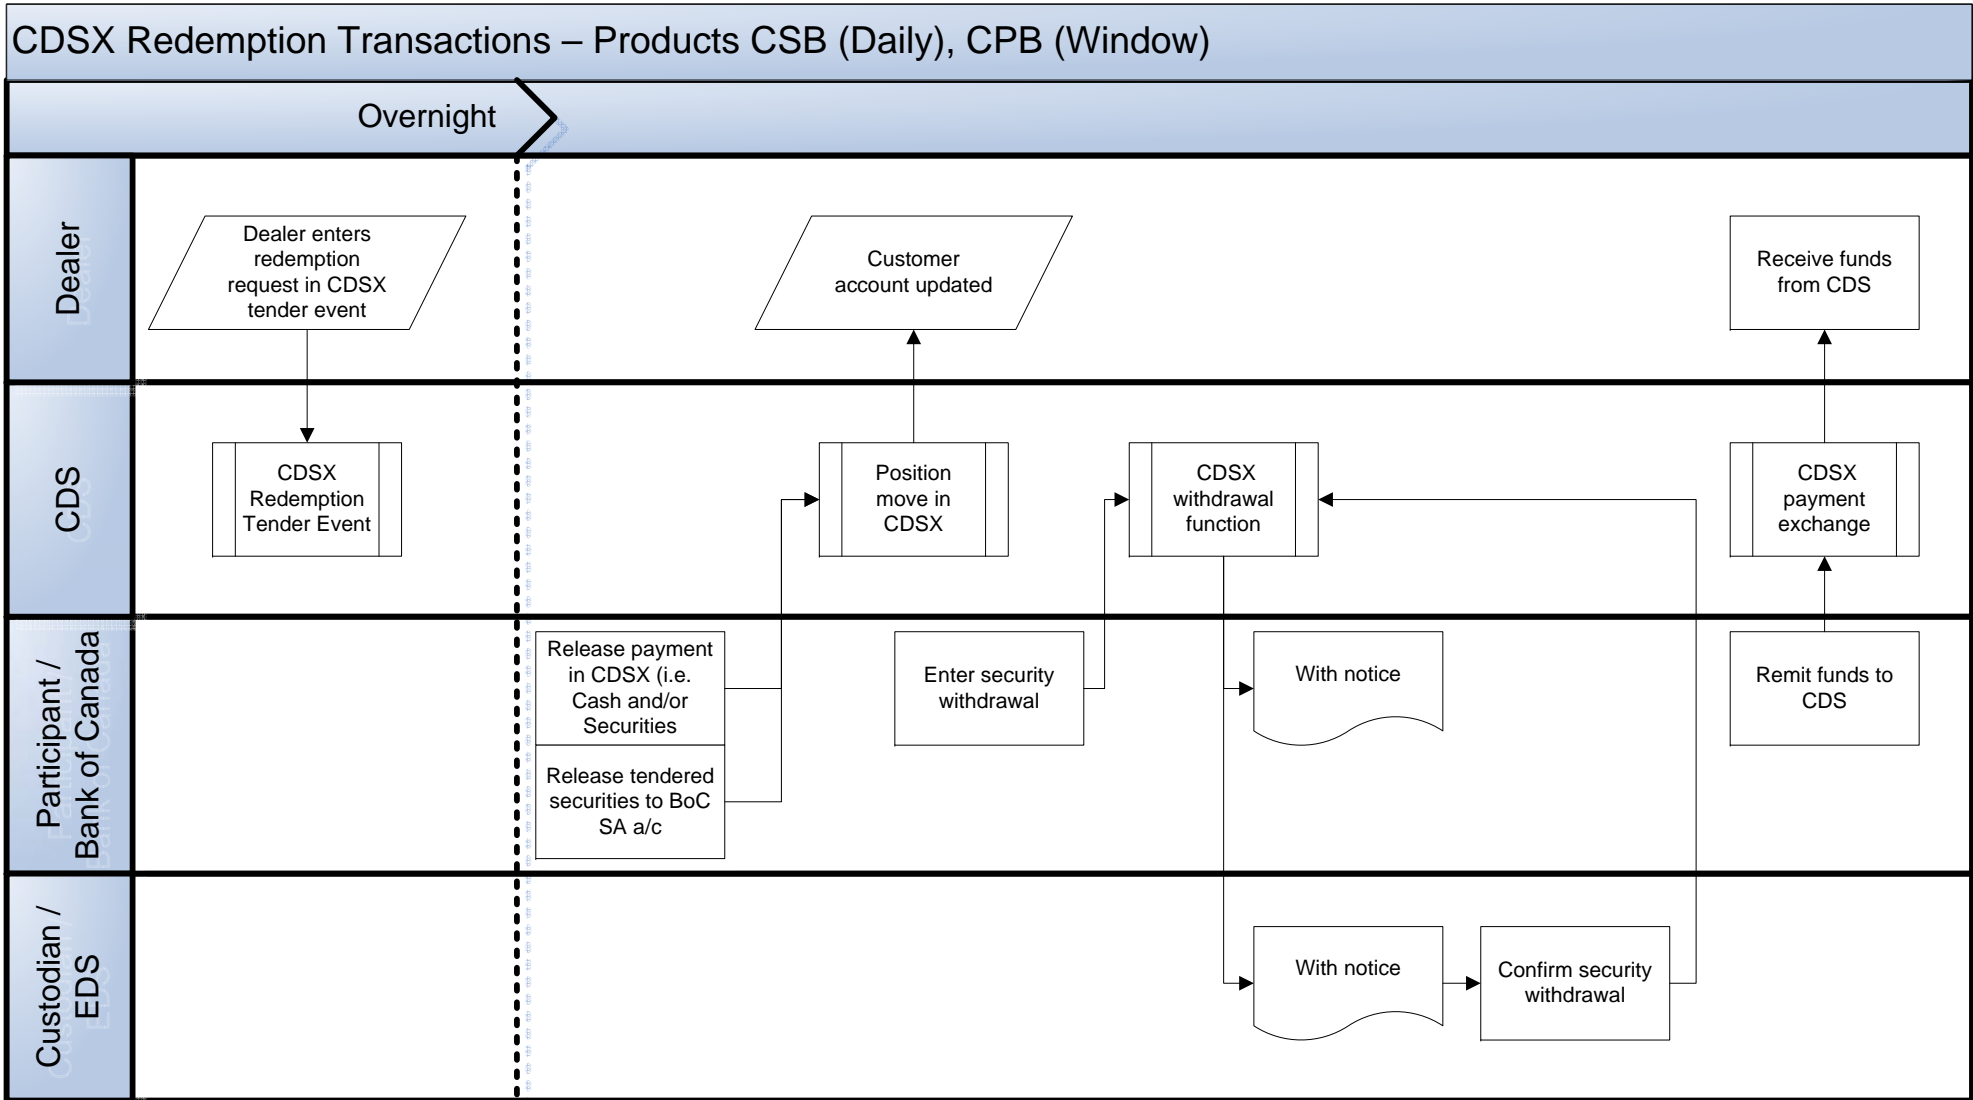 CDSX Redemption Transactions – Products CSB (Daily), CPB (Window)
Overnight
Dealer
Dealer enters
redemption
request in CDSX
tender event
Customer
account updated
Receive funds
from CDS
CDS
CDSX
Redemption
Tender Event
Position
move in
CDSX
CDSX
withdrawal
function
CDSX
payment
exchange
Participant /
Bank of Canada
Release payment
in CDSX (i.e.
Cash and/or
Securities
Release tendered
securities to BoC
SA a/c
Enter security
withdrawal
With notice
Remit funds to
CDS
Custodian /
EDS
With notice
Confirm security
withdrawal